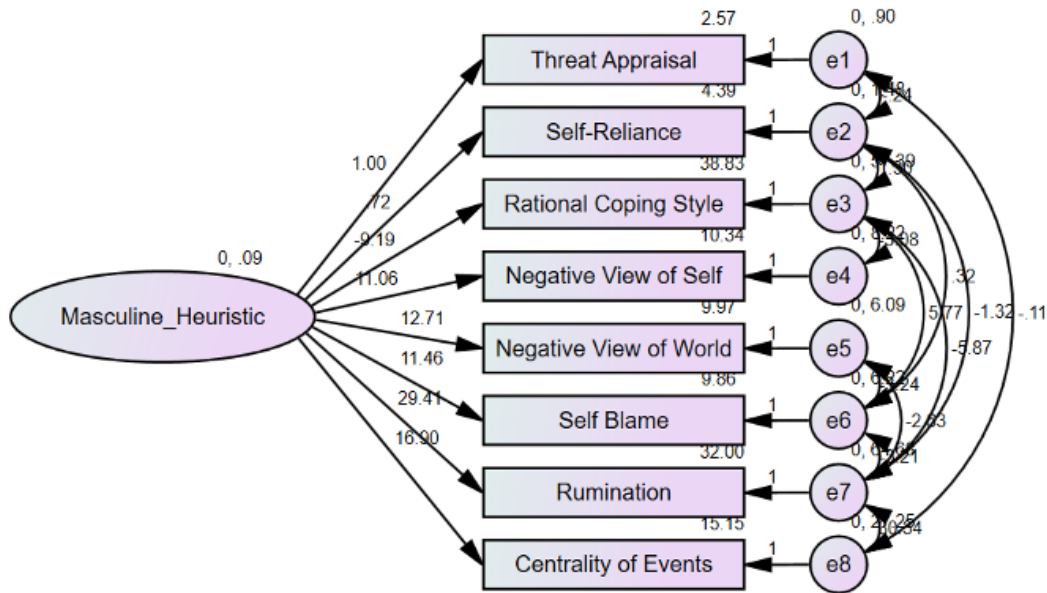 0, .90
2.57
Threat Appraisal
1
e1
4.39
Self-Reliance
1
e2
38.83
Rational Coping Style
1
e3
10.34
Negative View of Self
1
e4
9.97
0, 6.09
Negative View of World
1
e5
9.86
Self Blame
1
e6
32.00
Rumination
1
e7
15.15
Centrality of Events
1
e8
Masculine_Heuristic
0, .09
1.00
.72
-9.19
11.06
12.71
11.46
29.41
16.90
.32
5.77
-1.32
-.11
-5.87